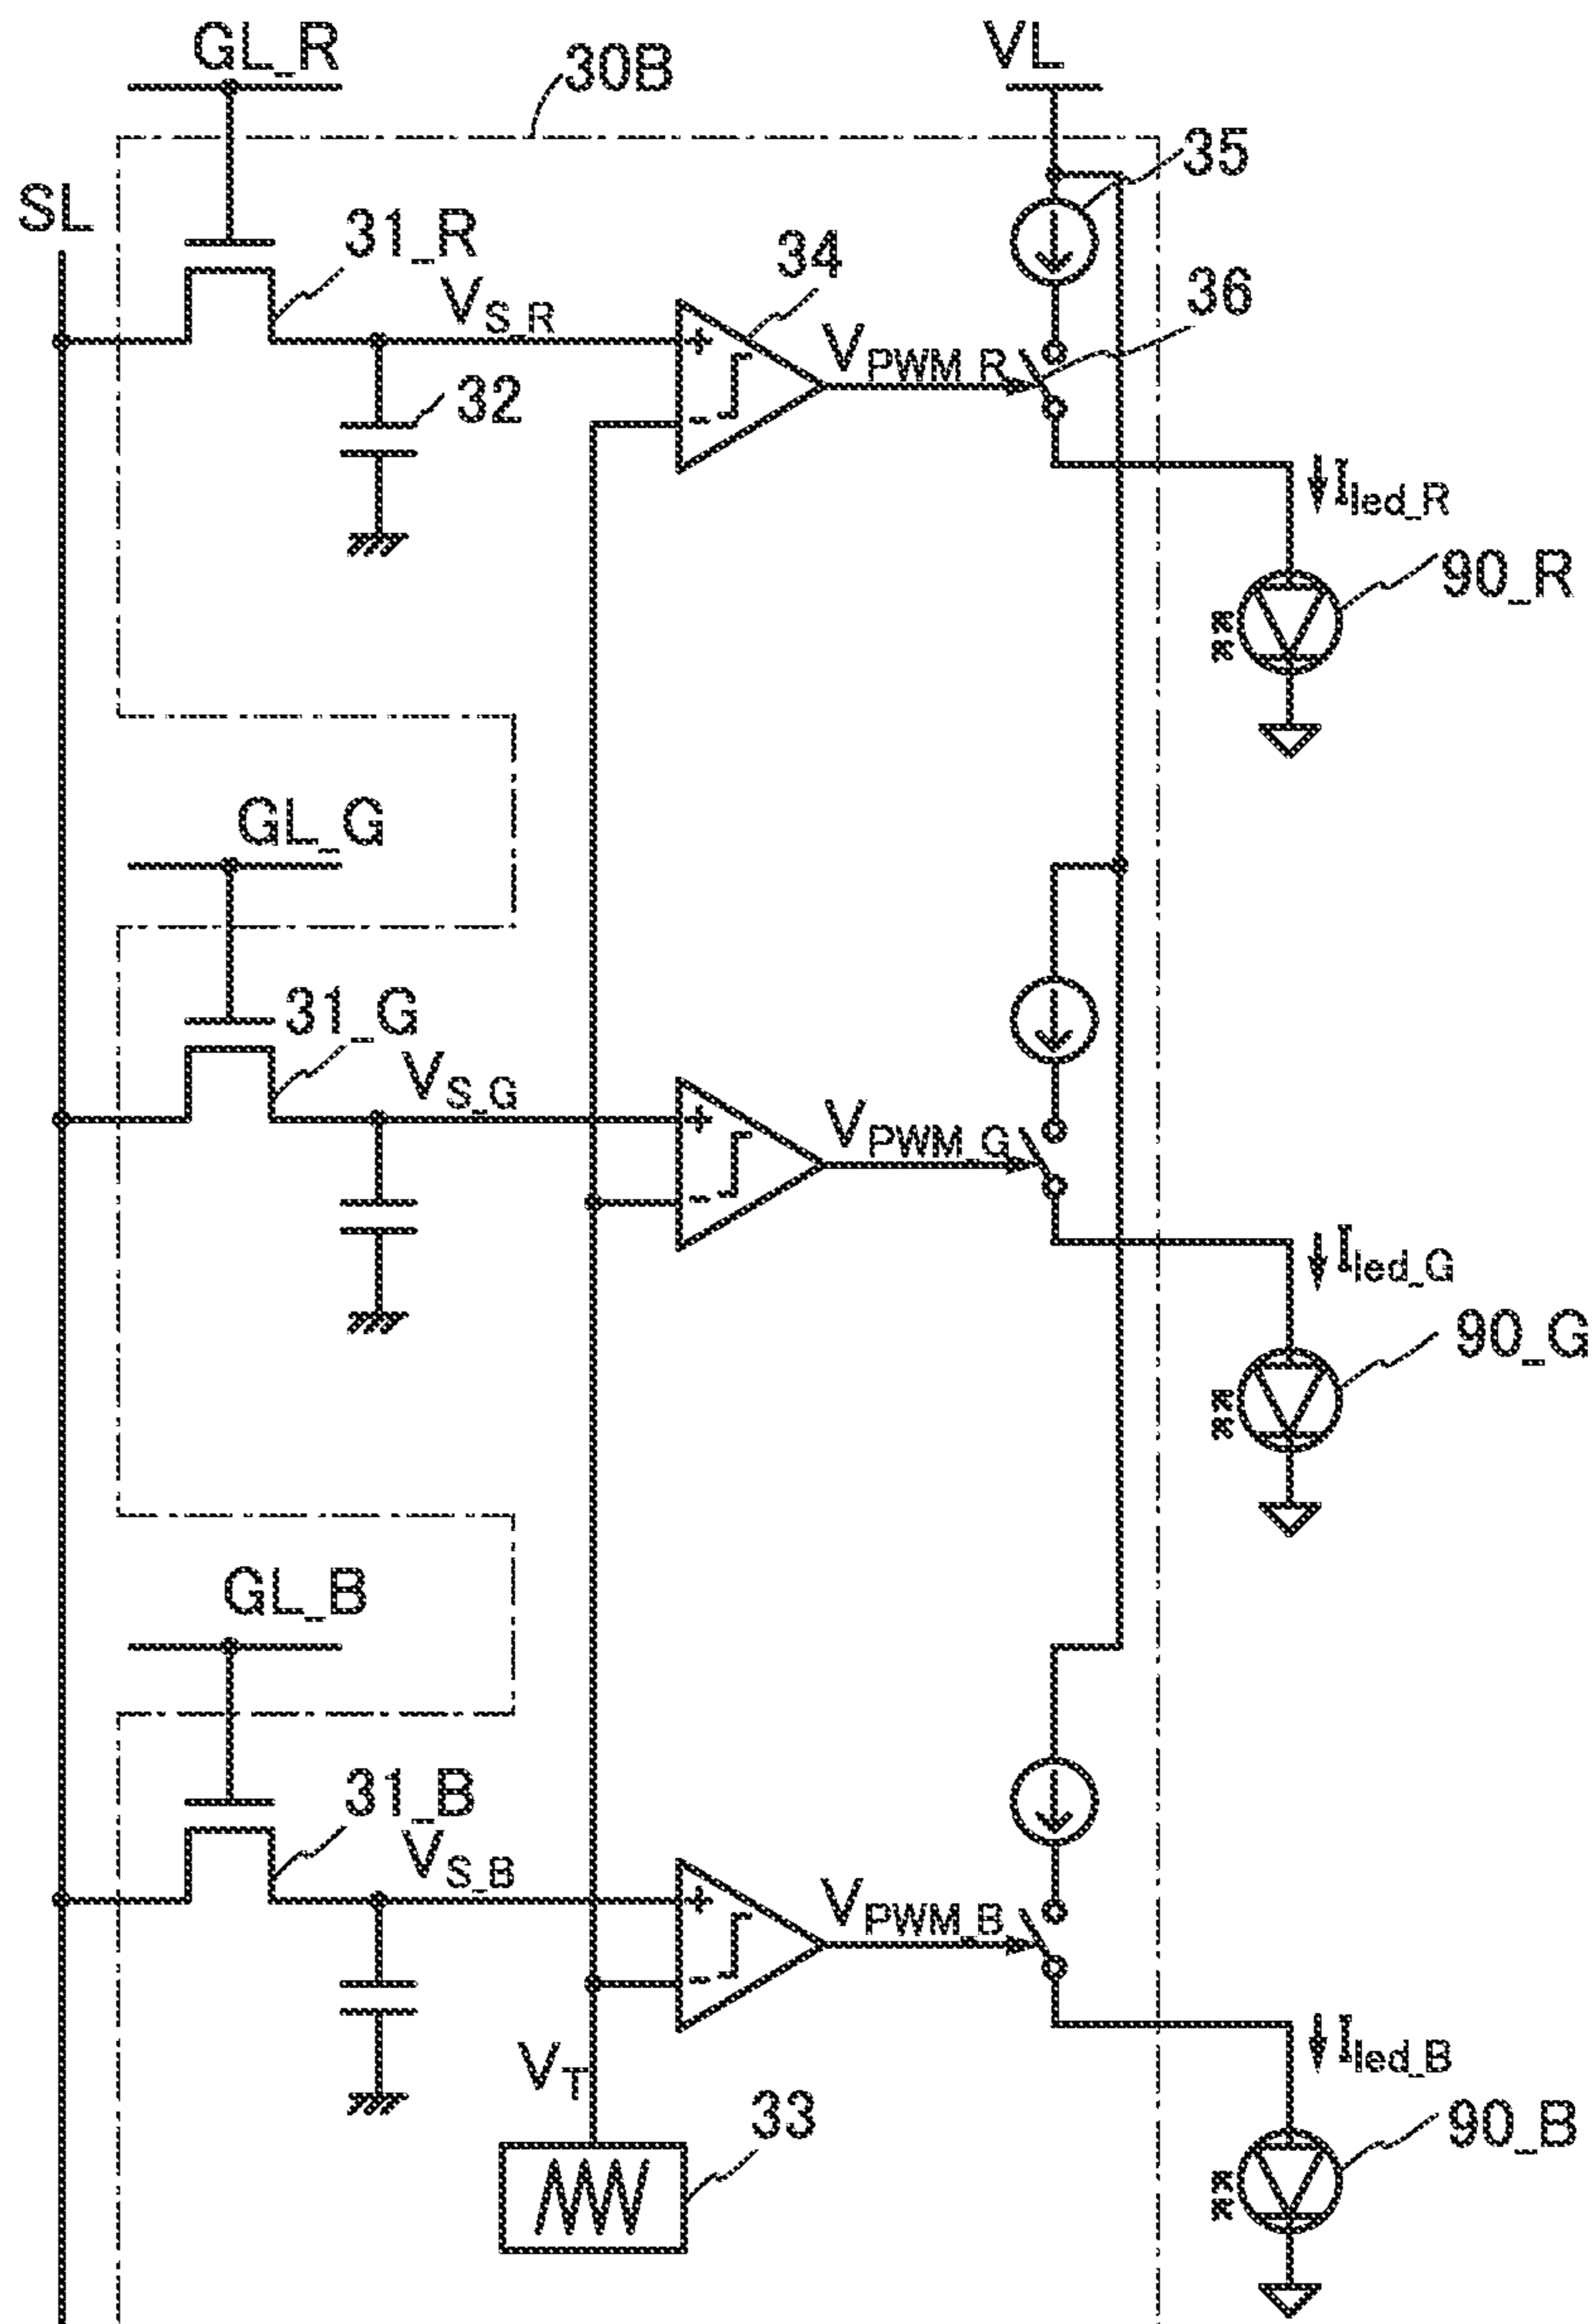 GL_R
30B
VL
35
SL
31_R
VS_R
34
36
VPWM_R
32
+
-
Iled_R
90_R
GL_G
31_G
VS_G
VPWM_G
+
-
Iled_G
90_G
GL_B
31_B
VS_B
VPWM_B
+
-
Iled_B
VT
33
90_B